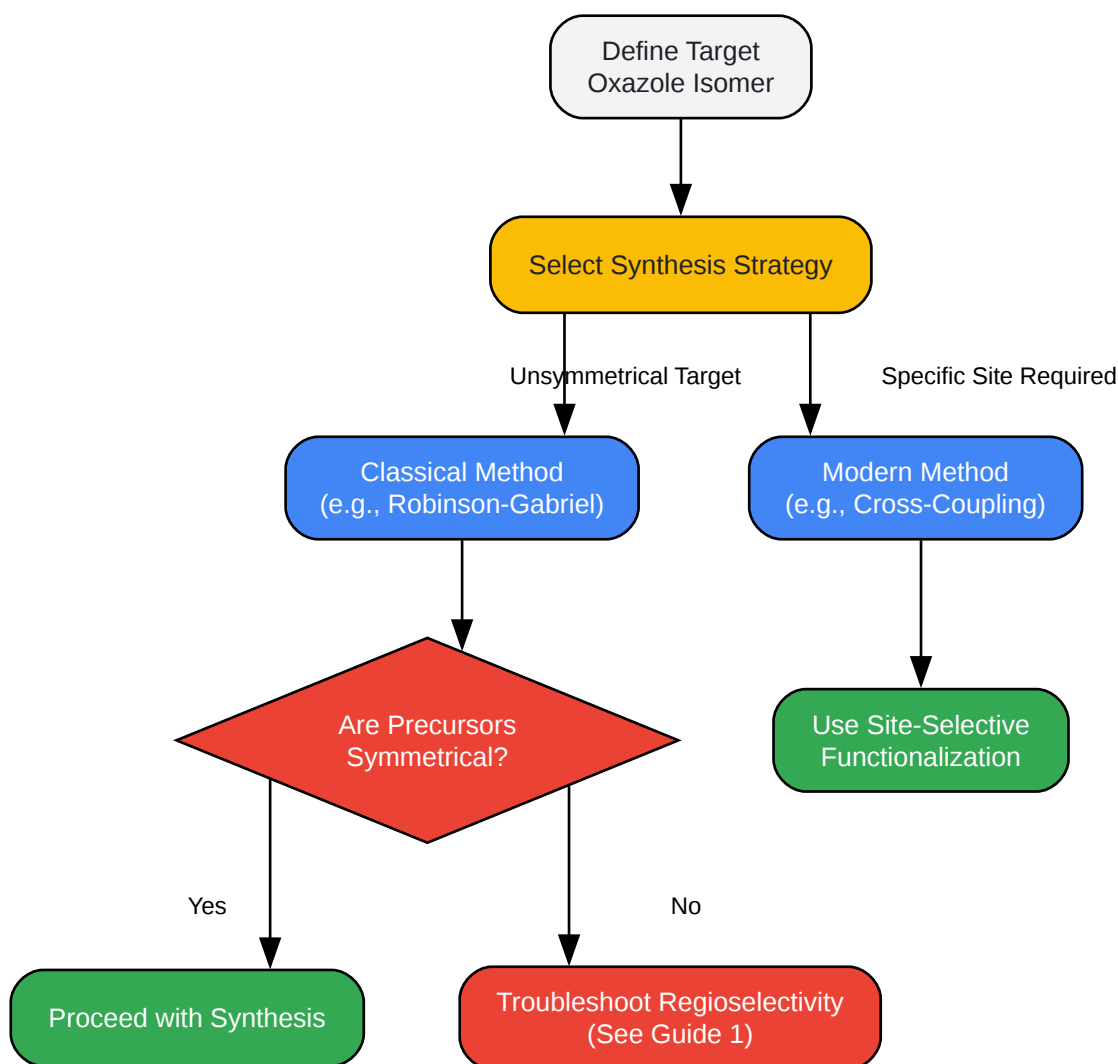 Define Target
Oxazole Isomer
Select Synthesis Strategy
Unsymmetrical Target
Specific Site Required
Classical Method
(e.g., Robinson-Gabriel)
Modern Method
(e.g., Cross-Coupling)
Are Precursors
Symmetrical?
Use Site-Selective
Functionalization
Yes
No
Proceed with Synthesis
Troubleshoot Regioselectivity
(See Guide 1)